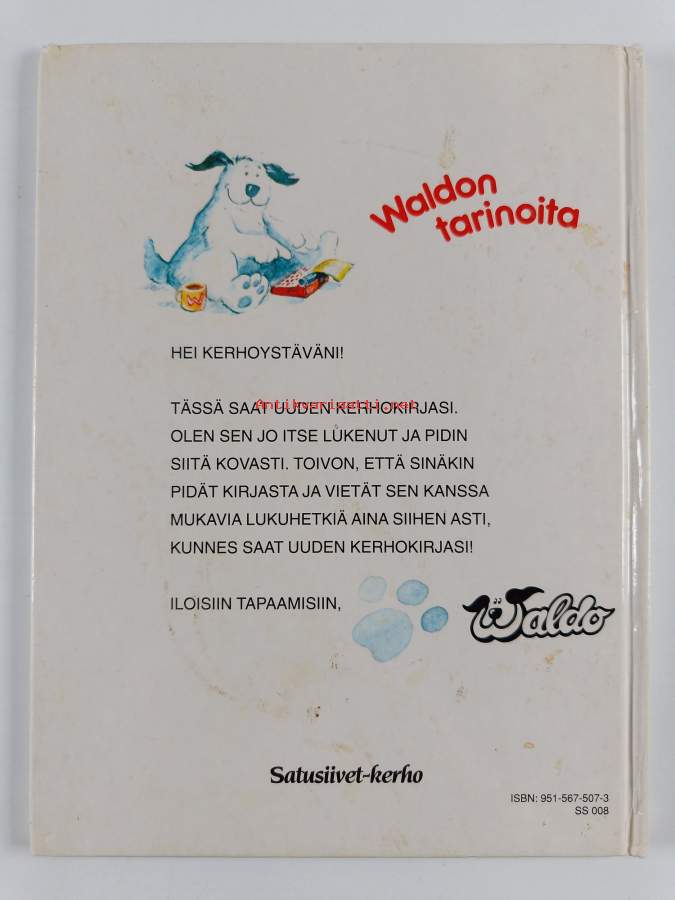 Waldon
tarinoita
W
HEI KERHOYSTÄVÄNI!
TÄSSÄ SAAT UUDEN KERHOKIRJASI.
Antikvariaatti.net
OLEN SEN JO ITSE LUKENUT JA PIDIN
SIITÄ KOVASTI. TOIVON, ETTÄ SINÄKIN
PIDÄT KIRJASTA JA VIETÄT SEN KANSSA
MUKAVIA LUKUHETKIÄ AINA SIIHEN ASTI,
KUNNES SAAT UUDEN KERHOKIRJASI!
ILOISIIN TAPAAMISIIN,
Waldo
Satusiivet-kerho
ISBN: 951-567-507-3
SS 008